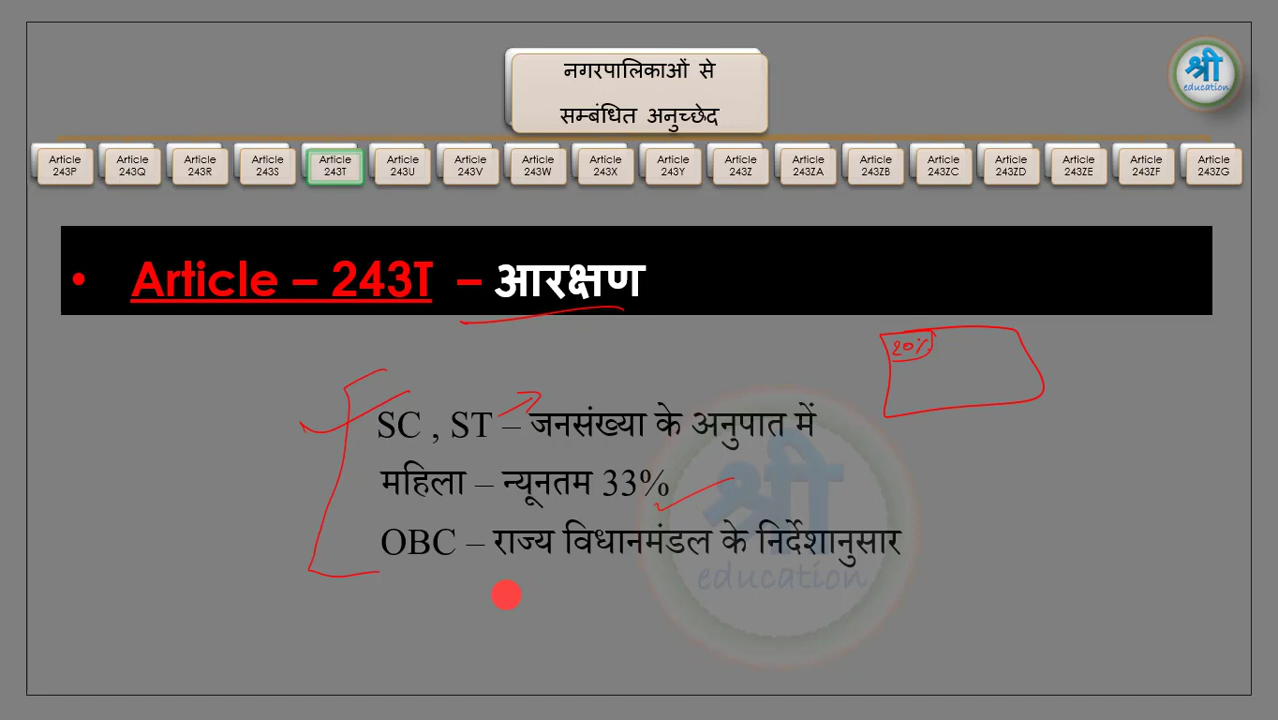 नगरपालिकाओं से
सम्बंधित अनुच्छेद
श्री
education
Article 243P
Article 243Q
Article 243R
Article 243S
Article 243T
Article 243U
Article 243V
Article 243W
Article 243X
Article 243Y
Article 243Z
Article 243ZA
Article 243ZB
Article 243ZC
Article 243ZD
Article 243ZE
Article 243ZF
Article 243ZG
• Article – 243T – आरक्षण
20%
SC , ST – जनसंख्या के अनुपात में
महिला – न्यूनतम 33%
OBC – राज्य विधानमंडल के निर्देशानुसार
श्री
education